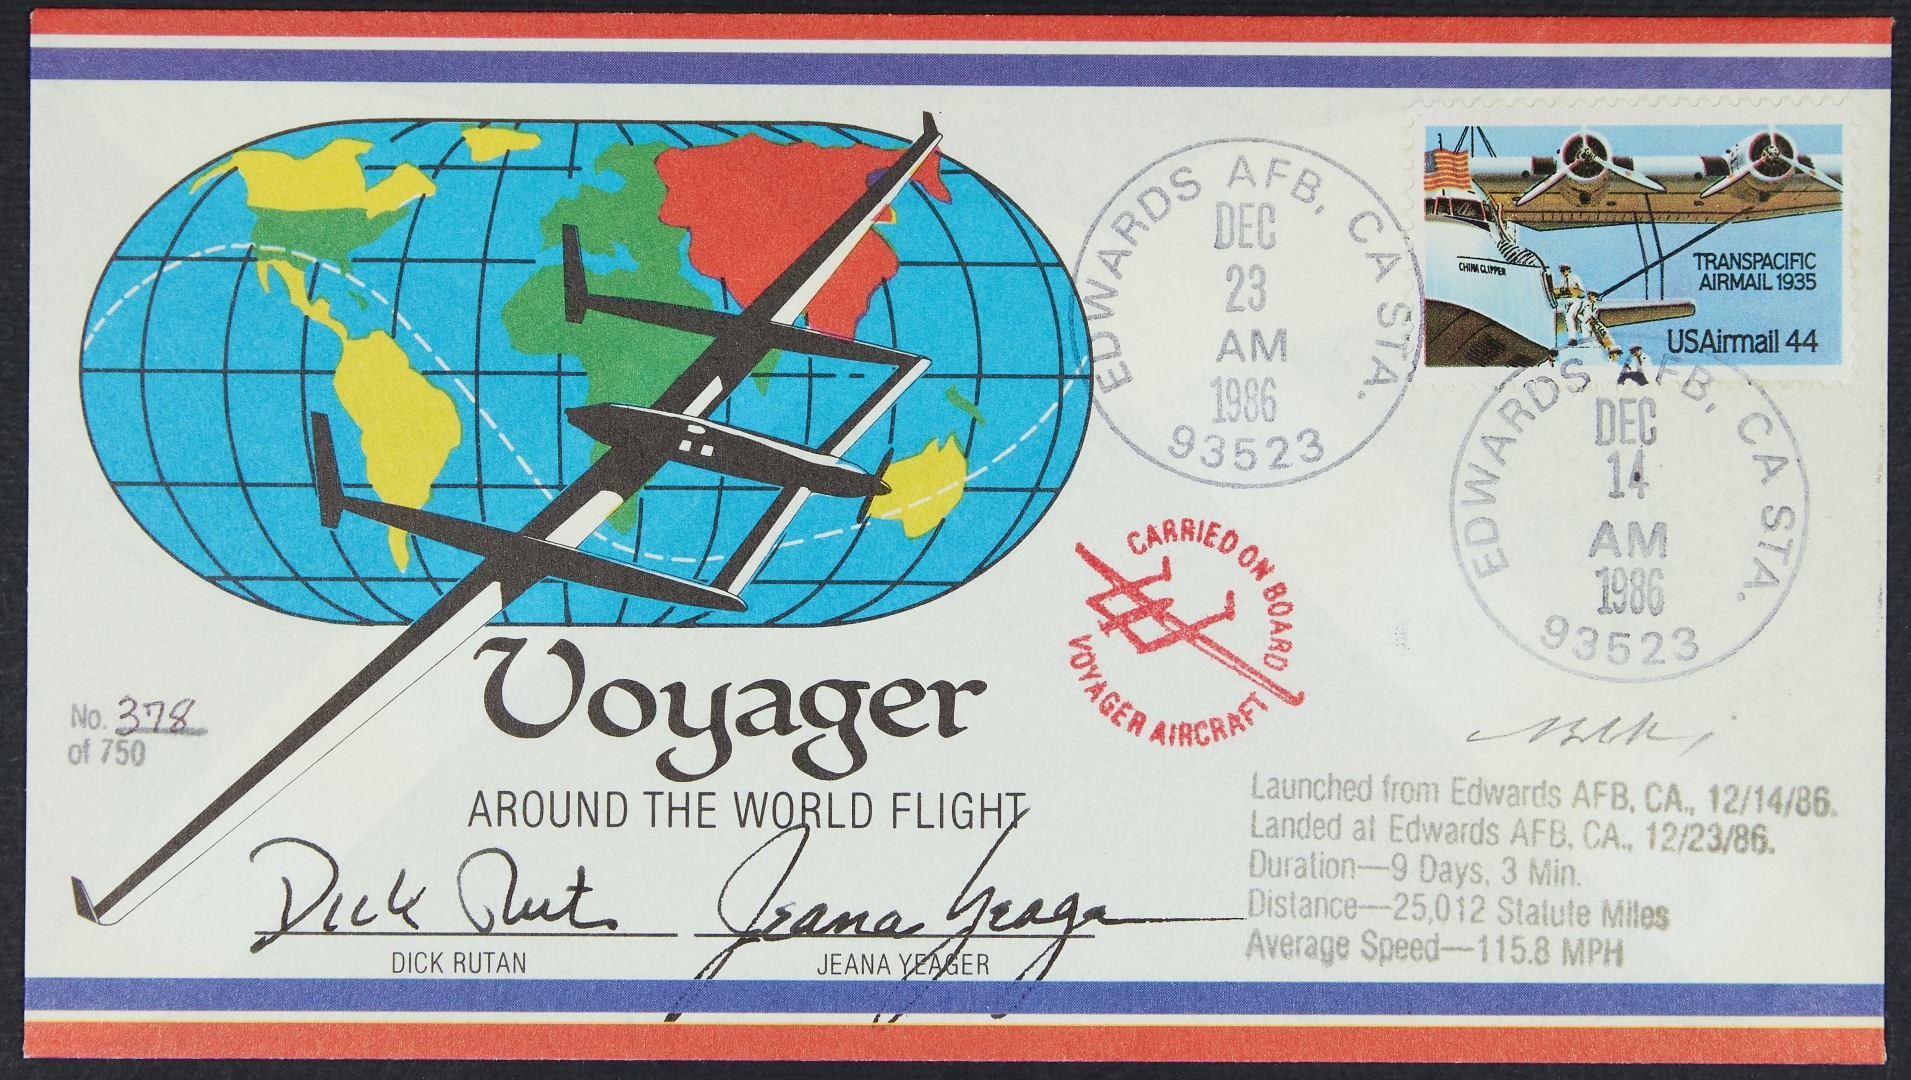 EDWARDS AFB, CA STA.
DEC
23
AM
1986
93523
CHINA CLIPPER
TRANSPACIFIC
AIRMAIL 1935
USAirmail 44
EDWARDS AFB, CA STA.
DEC
14
AM
1986
93523
CARRIED ON BOARD
VOYAGER AIRCRAFT
No. 378
of 750
Voyager
AROUND THE WORLD FLIGHT
Dick Rutan
Jeana Yeager
DICK RUTAN
JEANA YEAGER
Launched from Edwards AFB, CA., 12/14/86.
Landed at Edwards AFB, CA., 12/23/86.
Duration—9 Days, 3 Min.
Distance—25,012 Statute Miles
Average Speed—115.8 MPH